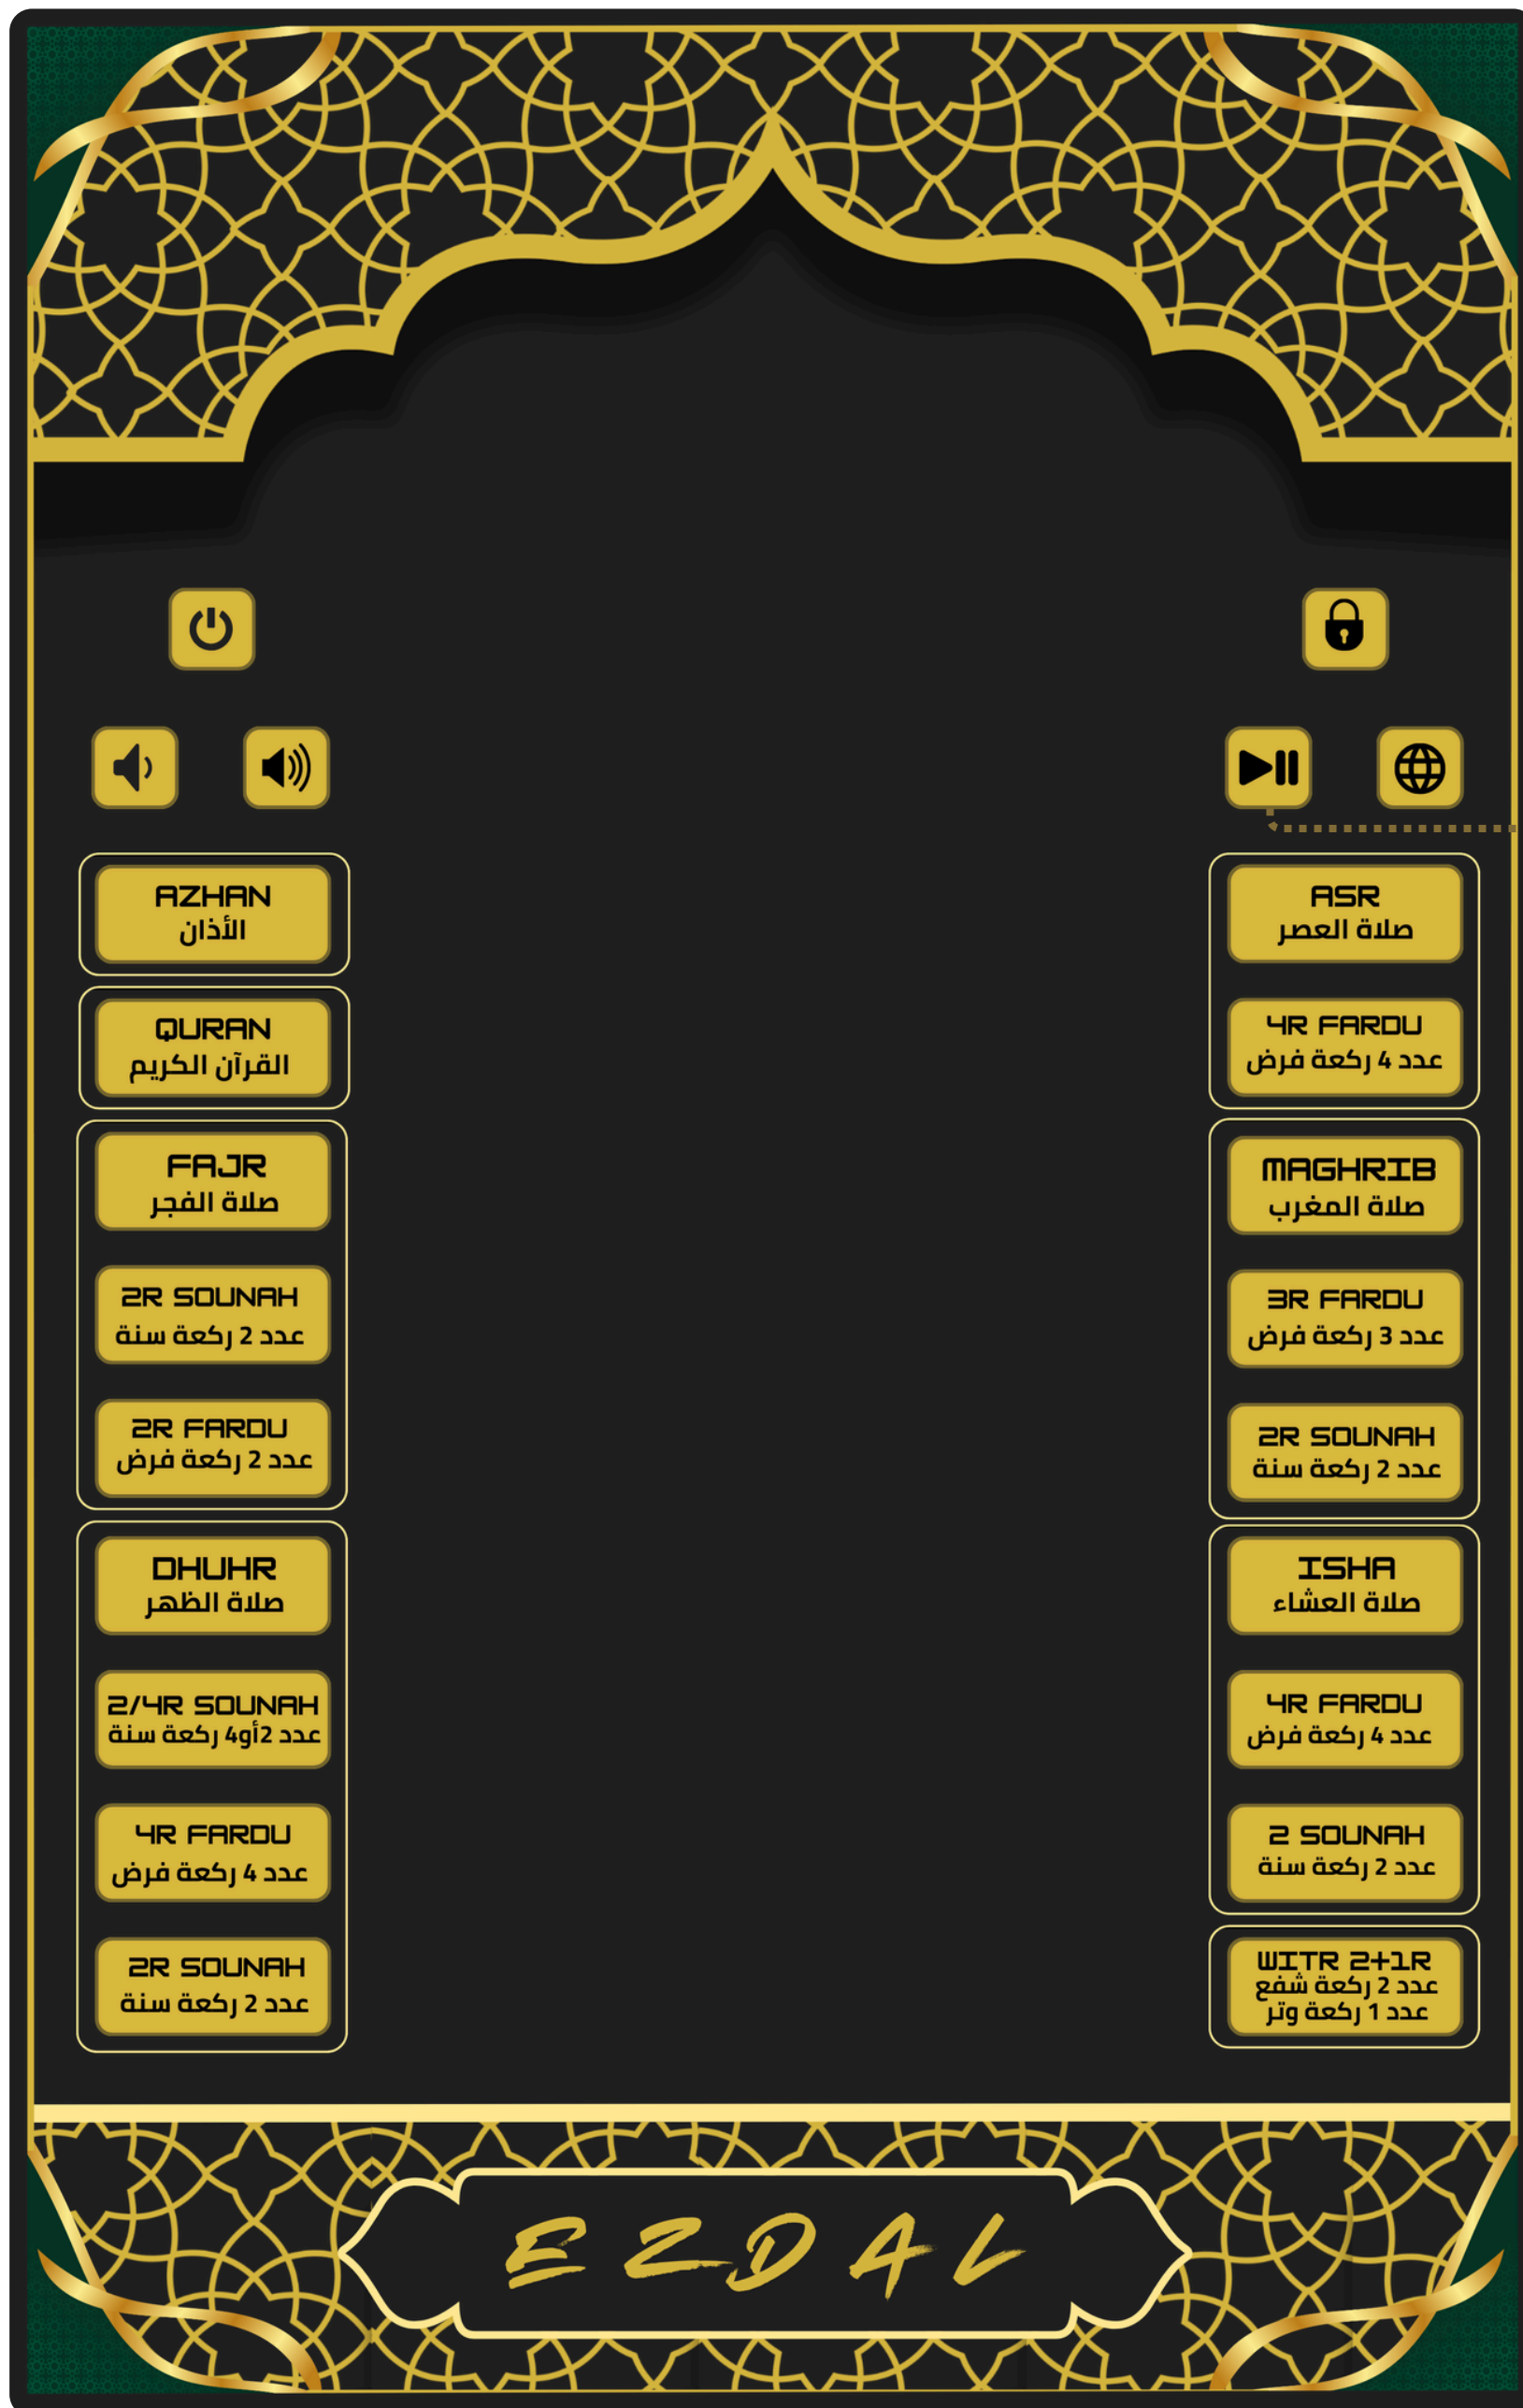 AZHAN
الأذان
QURAN
القرآن الكريم
FAJR
صلاة الفجر
2R SOUNAH
عدد 2 ركعة سنة
2R FARDU
عدد 2 ركعة فرض
DHUHR
صلاة الظهر
2/4R SOUNAH
عدد 2أو4 ركعة سنة
4R FARDU
عدد 4 ركعة فرض
2R SOUNAH
عدد 2 ركعة سنة
ASR
صلاة العصر
4R FARDU
عدد 4 ركعة فرض
MAGHRIB
صلاة المغرب
3R FARDU
عدد 3 ركعة فرض
2R SOUNAH
عدد 2 ركعة سنة
ISHA
صلاة العشاء
4R FARDU
عدد 4 ركعة فرض
2 SOUNAH
عدد 2 ركعة سنة
WITR 2+1R
عدد 2 ركعة شفع
عدد 1 ركعة وتر
EZDAL